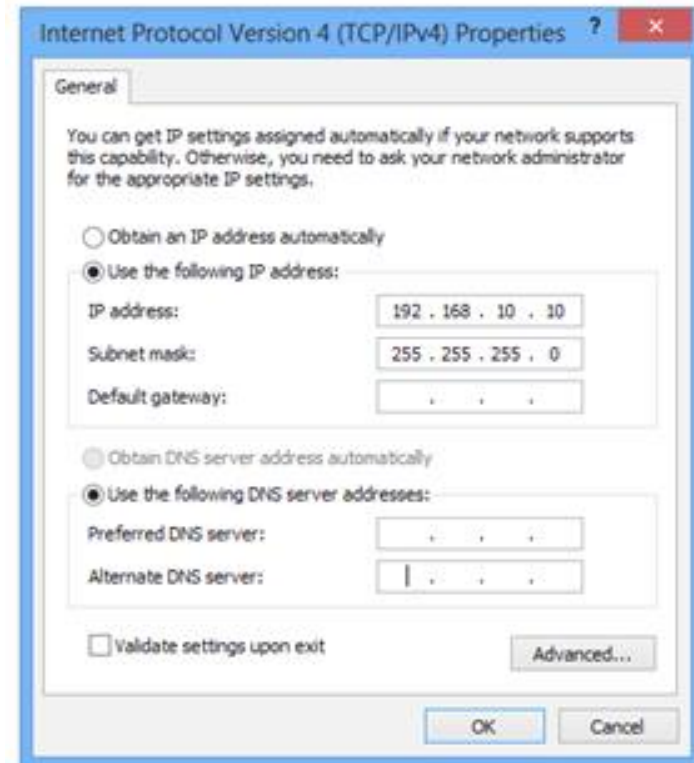 Internet Protocol Version 4 (TCP/IPv4) Properties ?
General
You can get IP settings assigned automatically if your network supports
this capability. Otherwise, you need to ask your network administrator
for the appropriate IP settings.
Obtain an IP address automatically
Use the following IP address:
IP address: 192 . 168 . 10 . 10
Subnet mask: 255 . 255 . 255 . 0
Default gateway: . . .
Obtain DNS server address automatically
Use the following DNS server addresses:
Preferred DNS server: . . .
Alternate DNS server: . . .
Validate settings upon exit
Advanced...
OK Cancel